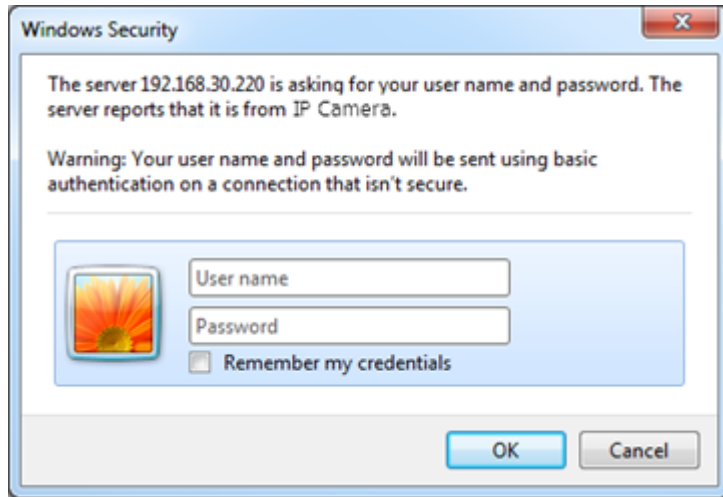 Windows Security
The server 192.168.30.220 is asking for your user name and password. The
server reports that it is from IP Camera.
Warning: Your user name and password will be sent using basic
authentication on a connection that isn't secure.
User name
Password
Remember my credentials
OK
Cancel